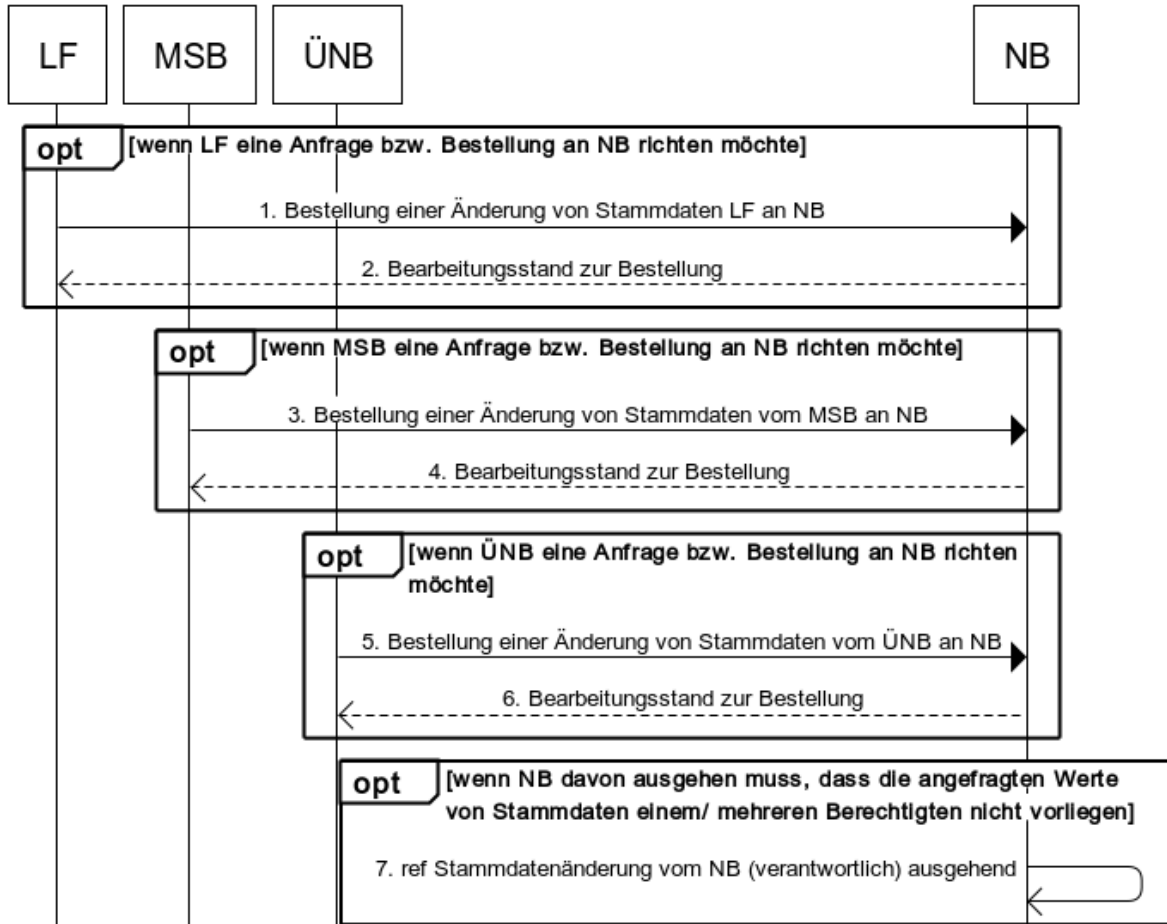 LF
MSB
ÜNB
NB
opt
[wenn LF eine Anfrage bzw. Bestellung an NB richten möchte]
1. Bestellung einer Änderung von Stammdaten LF an NB
2. Bearbeitungsstand zur Bestellung
opt
[wenn MSB eine Anfrage bzw. Bestellung an NB richten möchte]
3. Bestellung einer Änderung von Stammdaten vom MSB an NB
4. Bearbeitungsstand zur Bestellung
opt
[wenn ÜNB eine Anfrage bzw. Bestellung an NB richten
möchte]
5. Bestellung einer Änderung von Stammdaten vom ÜNB an NB
6. Bearbeitungsstand zur Bestellung
opt
[wenn NB davon ausgehen muss, dass die angefragten Werte
von Stammdaten einem/ mehreren Berechtigten nicht vorliegen]
7. ref Stammdatenänderung vom NB (verantwortlich) ausgehend